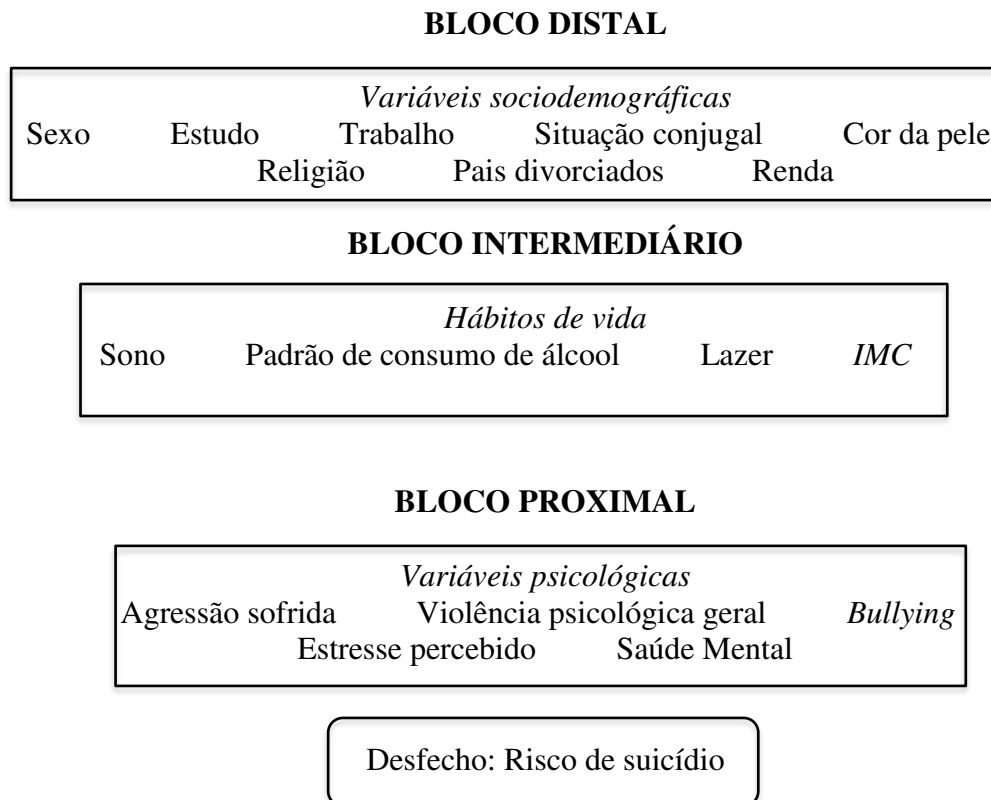 BLOCO DISTAL
Variáveis sociodemográficas
Sexo Estudo Trabalho Situação conjugal Cor da pele
Religião Pais divorciados Renda
BLOCO INTERMEDIÁRIO
Hábitos de vida
Sono Padrão de consumo de álcool Lazer IMC
BLOCO PROXIMAL
Variáveis psicológicas
Agressão sofrida Violência psicológica geral Bullying
Estresse percebido Saúde Mental
Desfecho: Risco de suicídio